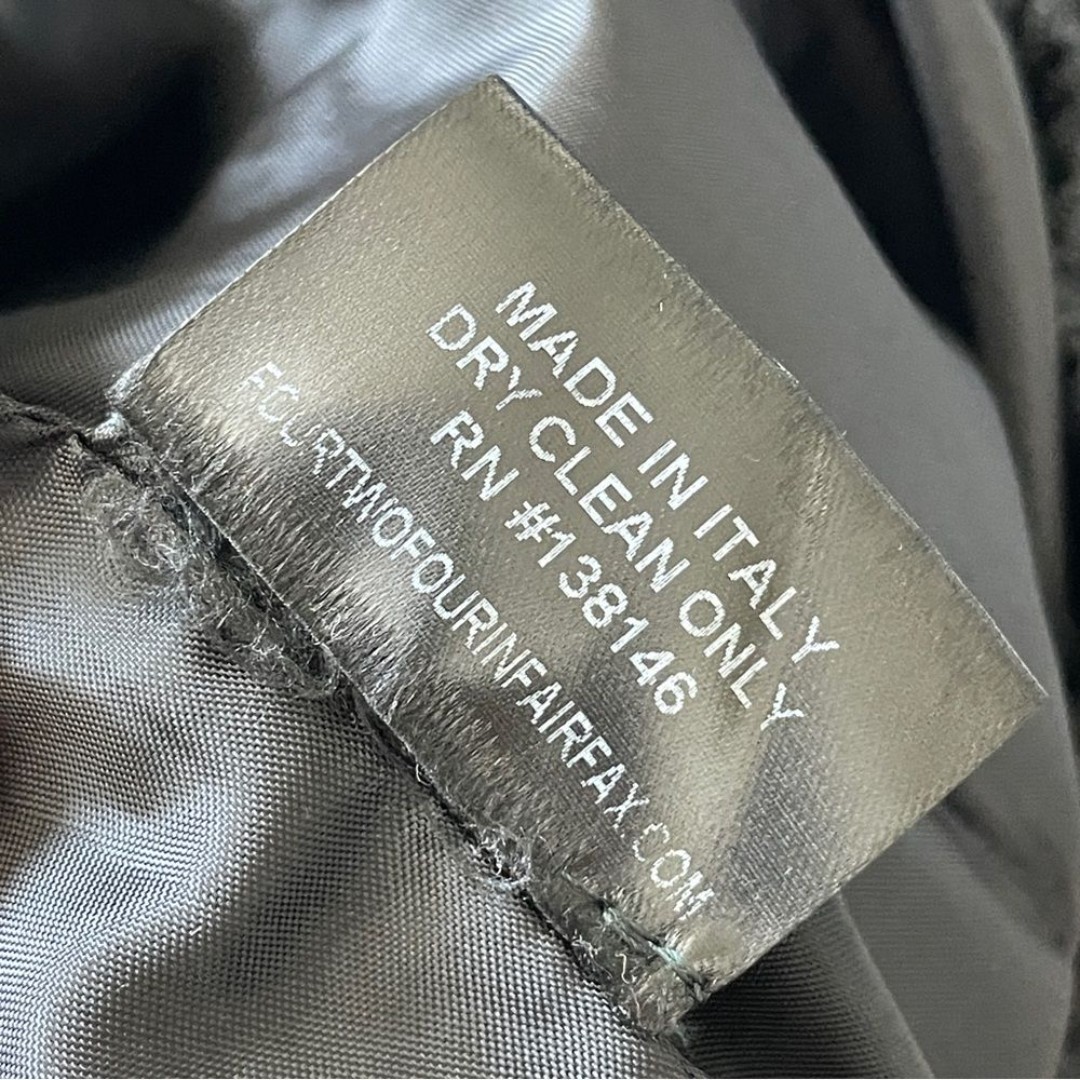 MADE IN ITALY
DRY CLEAN ONLY
RN #138146
FOURTWOFOURINFAIRFAX.COM